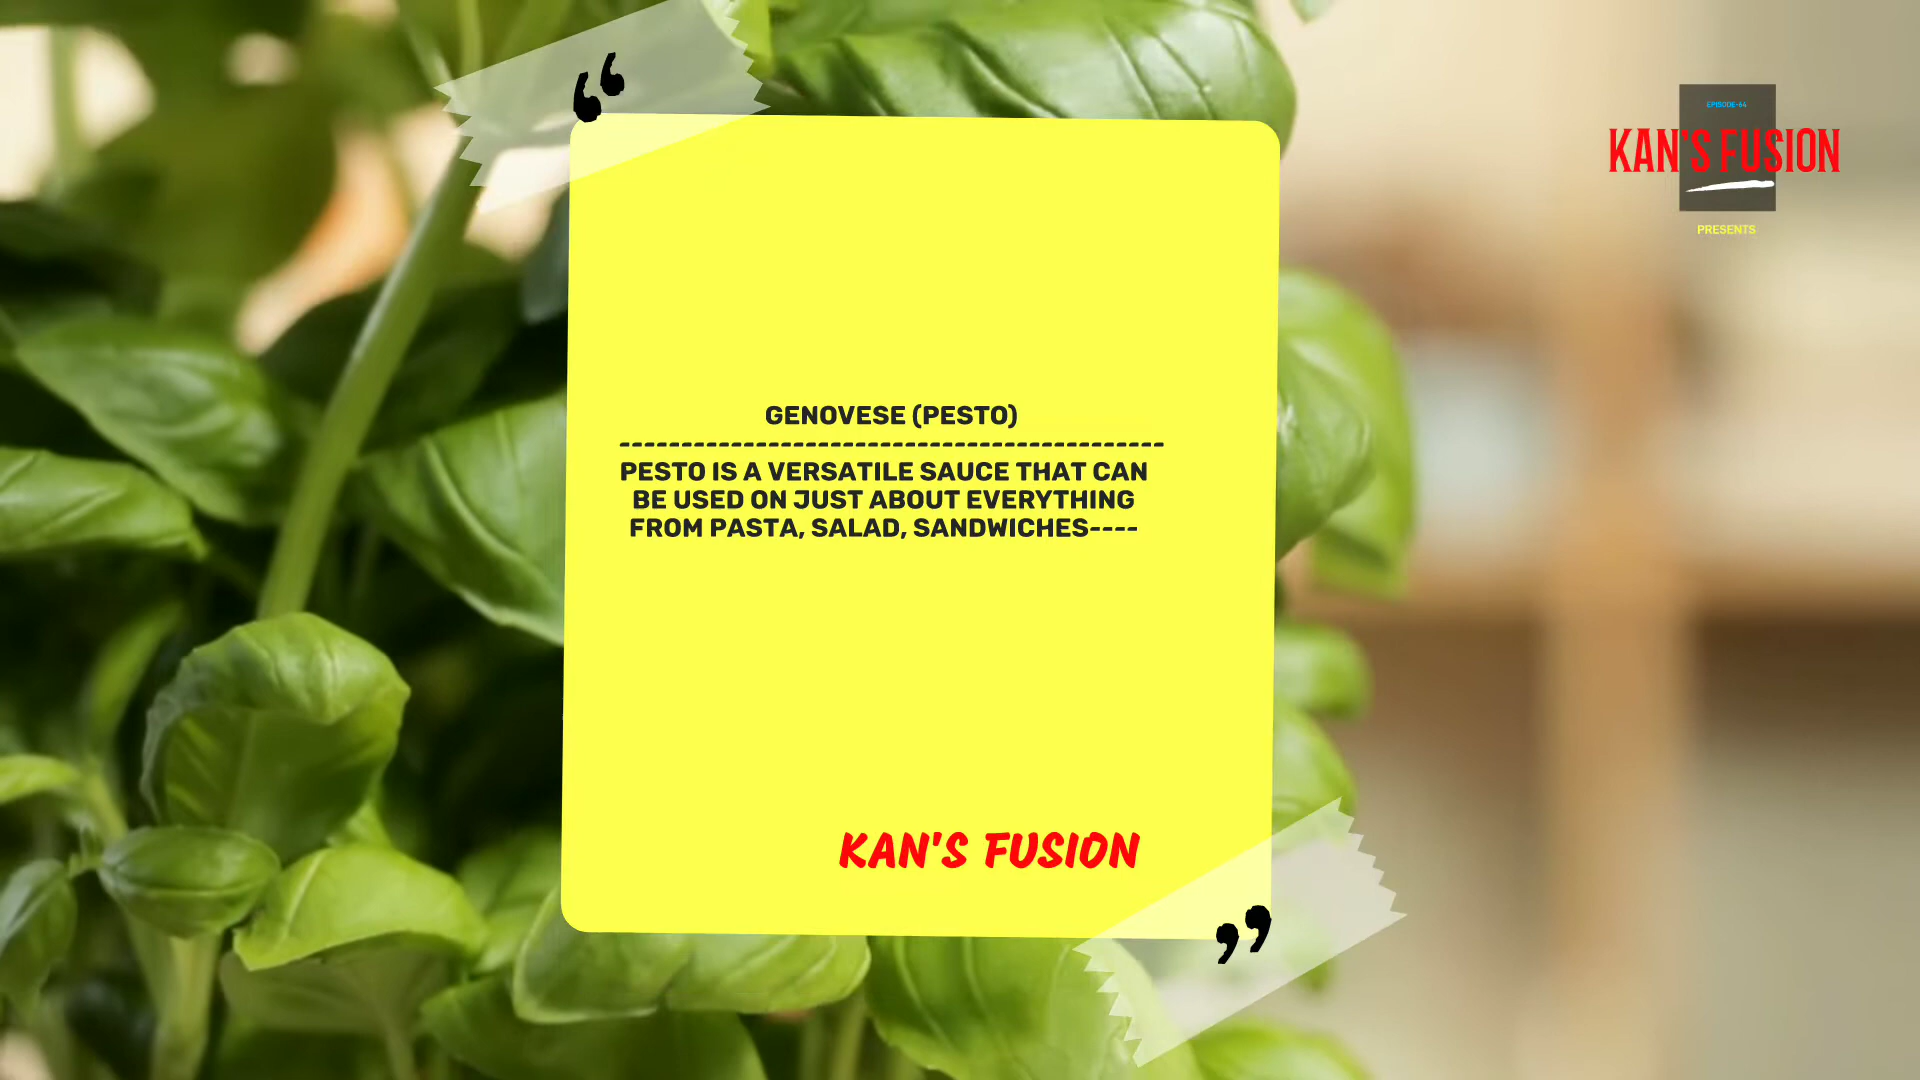 EPISODE-64
KAN'S FUSION
PRESENTS
GENOVESE (PESTO)
--------------------------------------------
PESTO IS A VERSATILE SAUCE THAT CAN
BE USED ON JUST ABOUT EVERYTHING
FROM PASTA, SALAD, SANDWICHES----
KAN'S FUSION